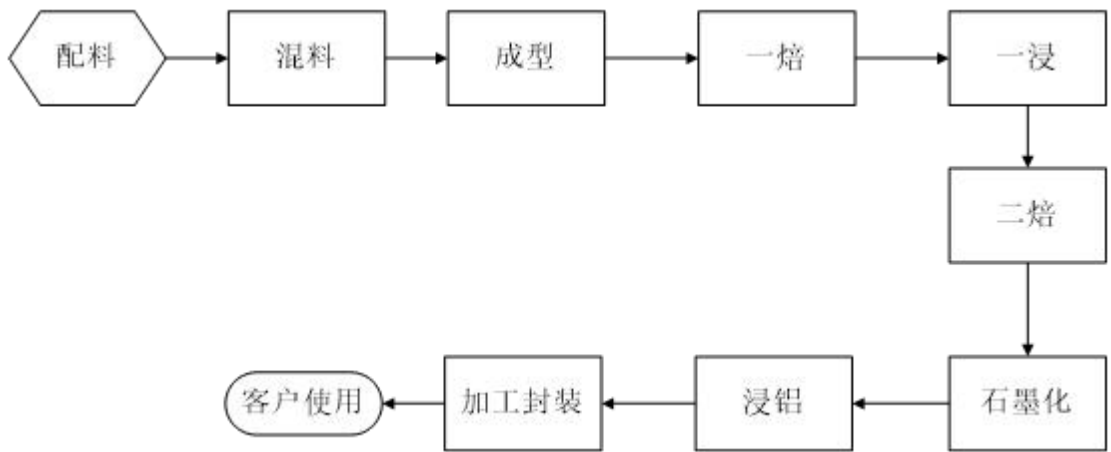 配料
混料
成型
一焙
一浸
二焙
石墨化
浸铝
加工封装
客户使用